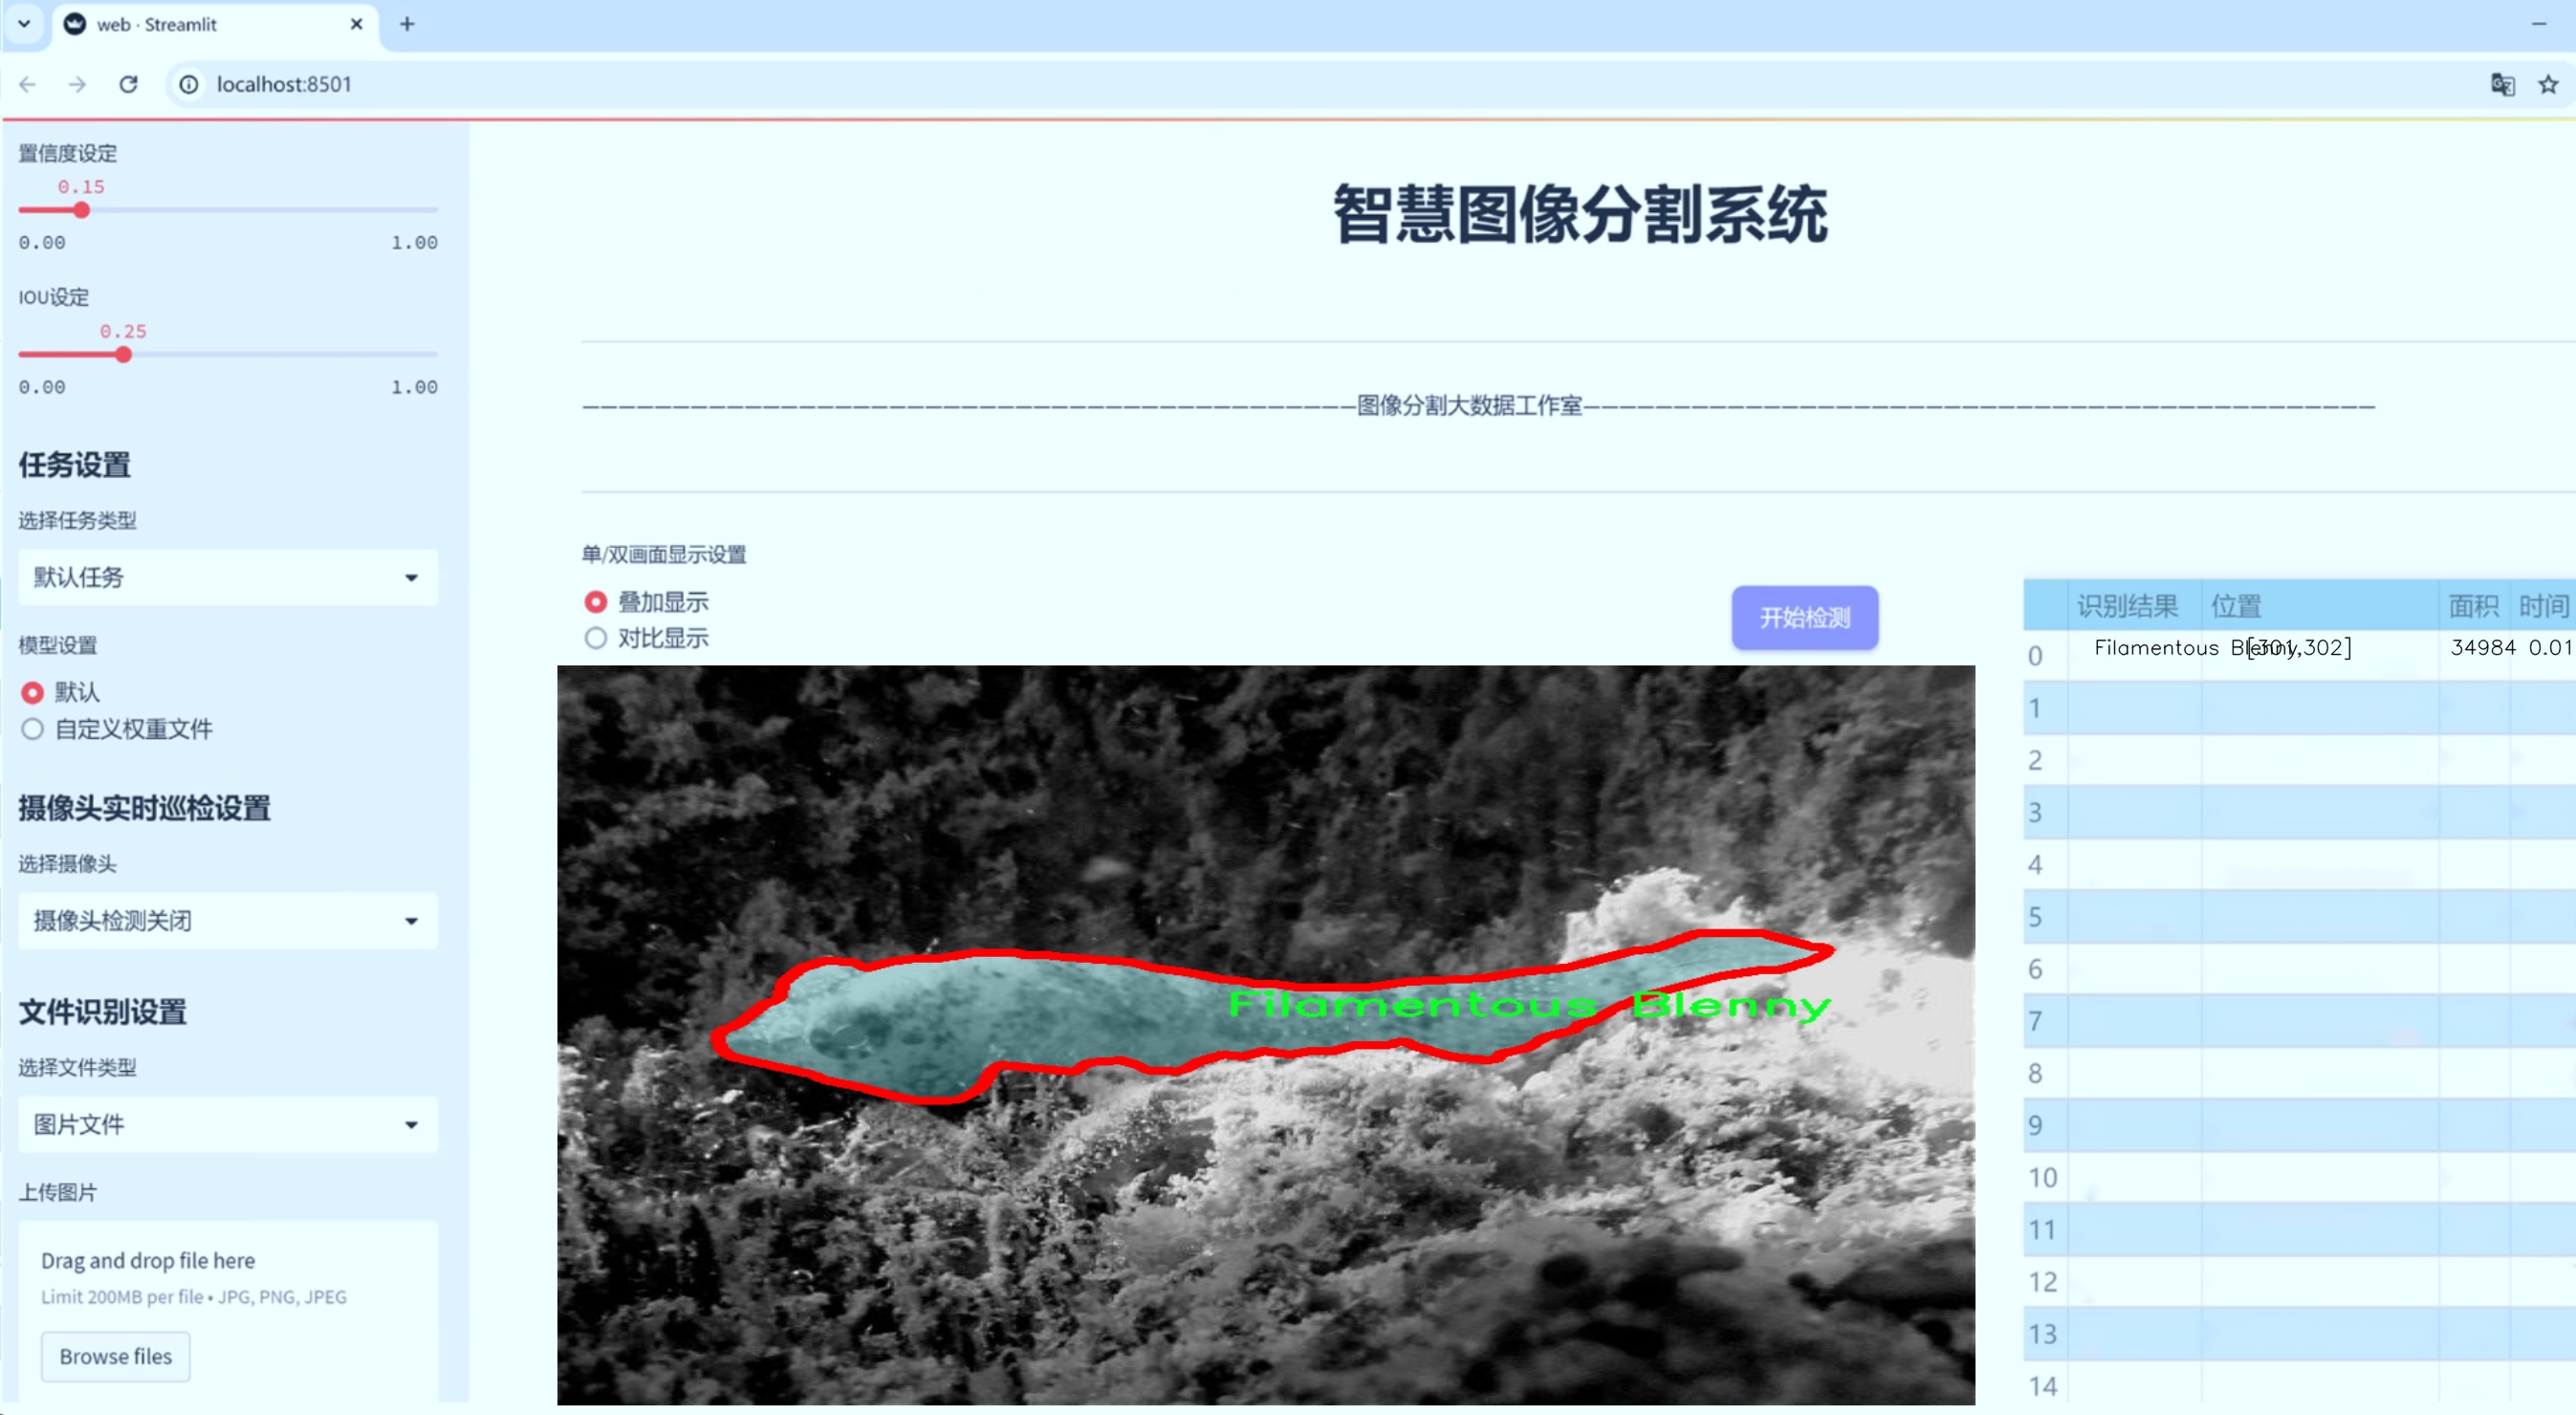 web · Streamlit
localhost:8501
置信度设定
0.15
0.00 1.00
IOU设定
0.25
0.00 1.00
任务设置
选择任务类型
默认任务
模型设置
默认
自定义权重文件
摄像头实时巡检设置
选择摄像头
摄像头检测关闭
文件识别设置
选择文件类型
图片文件
上传图片
Drag and drop file here
Limit 200MB per file • JPG, PNG, JPEG
Browse files
智慧图像分割系统
图像分割大数据工作室
单/双画面显示设置
叠加显示
对比显示
开始检测
Filamentous Blenny
识别结果 位置 面积 时间
0 Filamentous Blenny [301,302] 34984 0.01
1
2
3
4
5
6
7
8
9
10
11
12
13
14